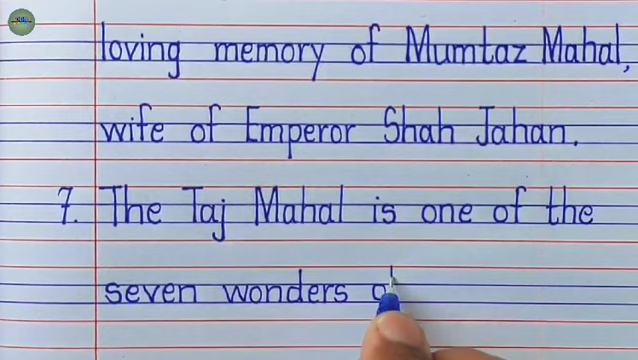 loving memory of Mumtaz Mahal,
wife of Emperor Shah Jahan.
7. The Taj Mahal is one of the
seven wonders